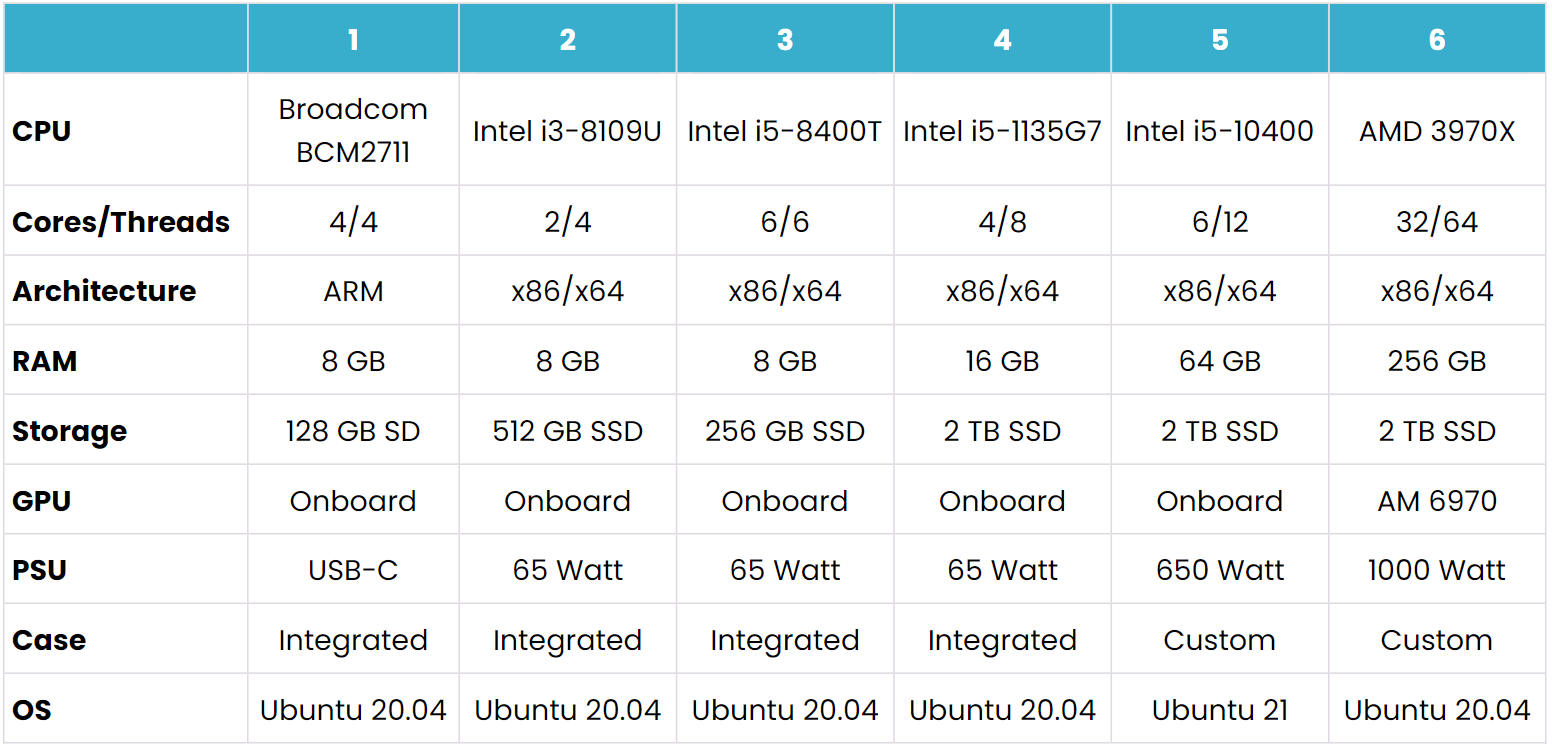 1 2 3 4 5 6
CPU Broadcom BCM2711 Intel i3-8109U Intel i5-8400T Intel i5-1135G7 Intel i5-10400 AMD 3970X
Cores/Threads 4/4 2/4 6/6 4/8 6/12 32/64
Architecture ARM x86/x64 x86/x64 x86/x64 x86/x64 x86/x64
RAM 8 GB 8 GB 8 GB 16 GB 64 GB 256 GB
Storage 128 GB SD 512 GB SSD 256 GB SSD 2 TB SSD 2 TB SSD 2 TB SSD
GPU Onboard Onboard Onboard Onboard Onboard AM 6970
PSU USB-C 65 Watt 65 Watt 65 Watt 650 Watt 1000 Watt
Case Integrated Integrated Integrated Integrated Custom Custom
OS Ubuntu 20.04 Ubuntu 20.04 Ubuntu 20.04 Ubuntu 20.04 Ubuntu 21 Ubuntu 20.04